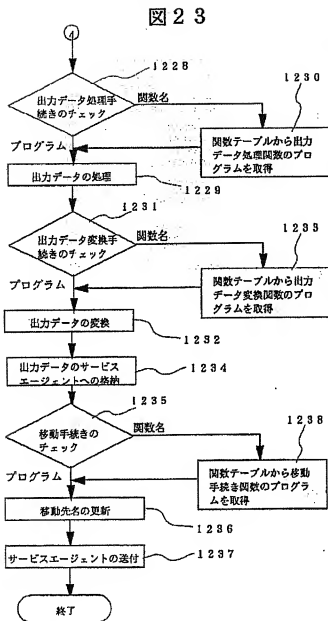 図23
4
1228
出力データ処理手
続きのチェック
関数名
1230
プログラム
関数テーブルから出力
データ処理関数のプロ
グラムを取得
出力データの処理
1229
1231
出力データ変換手
続きのチェック
関数名
1233
プログラム
関数テーブルから出力
データ変換関数のプロ
グラムを取得
出力データの変換
1232
出力データのサービス
エージェントへの格納
1234
1235
移動手続きの
チェック
関数名
1238
プログラム
関数テーブルから移動
手続き関数のプログラ
ムを取得
移動先名の更新
1236
サービスエージェントの送付
1237
終了